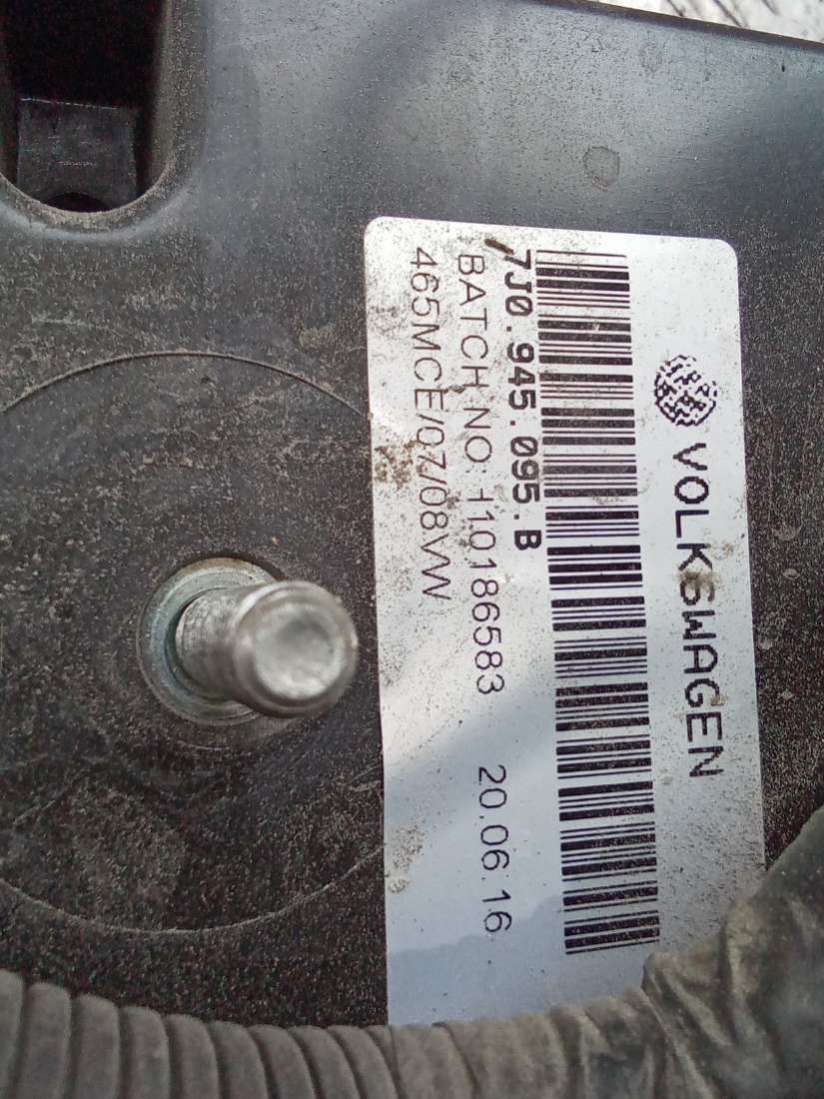 VOLKSWAGEN
7J0.945.095.B
BATCH NO: 110186583 20.06.16
465MCE/07/08VW